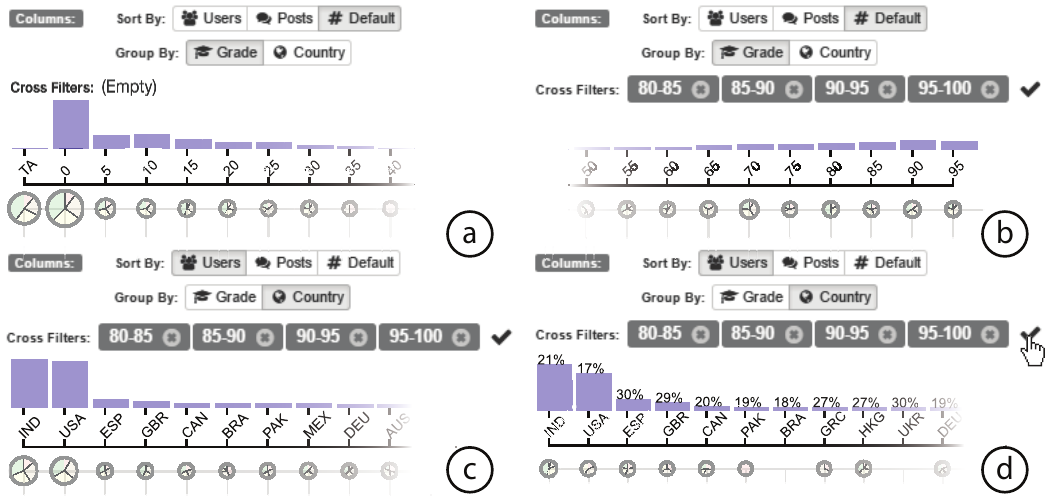 Columns: Sort By: Users Posts # Default
Group By: Grade Country
Cross Filters: (Empty)
TA 0 5 10 15 20 25 30 35 40
a
Columns: Sort By: Users Posts # Default
Group By: Grade Country
Cross Filters: 80-85 85-90 90-95 95-100
50 55 60 65 70 75 80 85 90 95
b
Columns: Sort By: Users Posts # Default
Group By: Grade Country
Cross Filters: 80-85 85-90 90-95 95-100
IND USA ESP GBR CAN BRA PAK MEX DEU AUS
c
Columns: Sort By: Users Posts # Default
Group By: Grade Country
Cross Filters: 80-85 85-90 90-95 95-100
21% 17% 30% 29% 20% 19% 18% 27% 27% 30% 19%
IND USA ESP GBR CAN PAK BRA GRC HKG UKR DEU
d